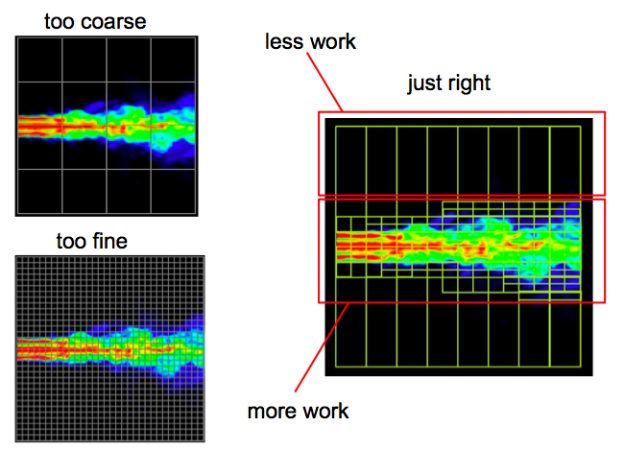 too coarse
less work
just right
too fine
more work